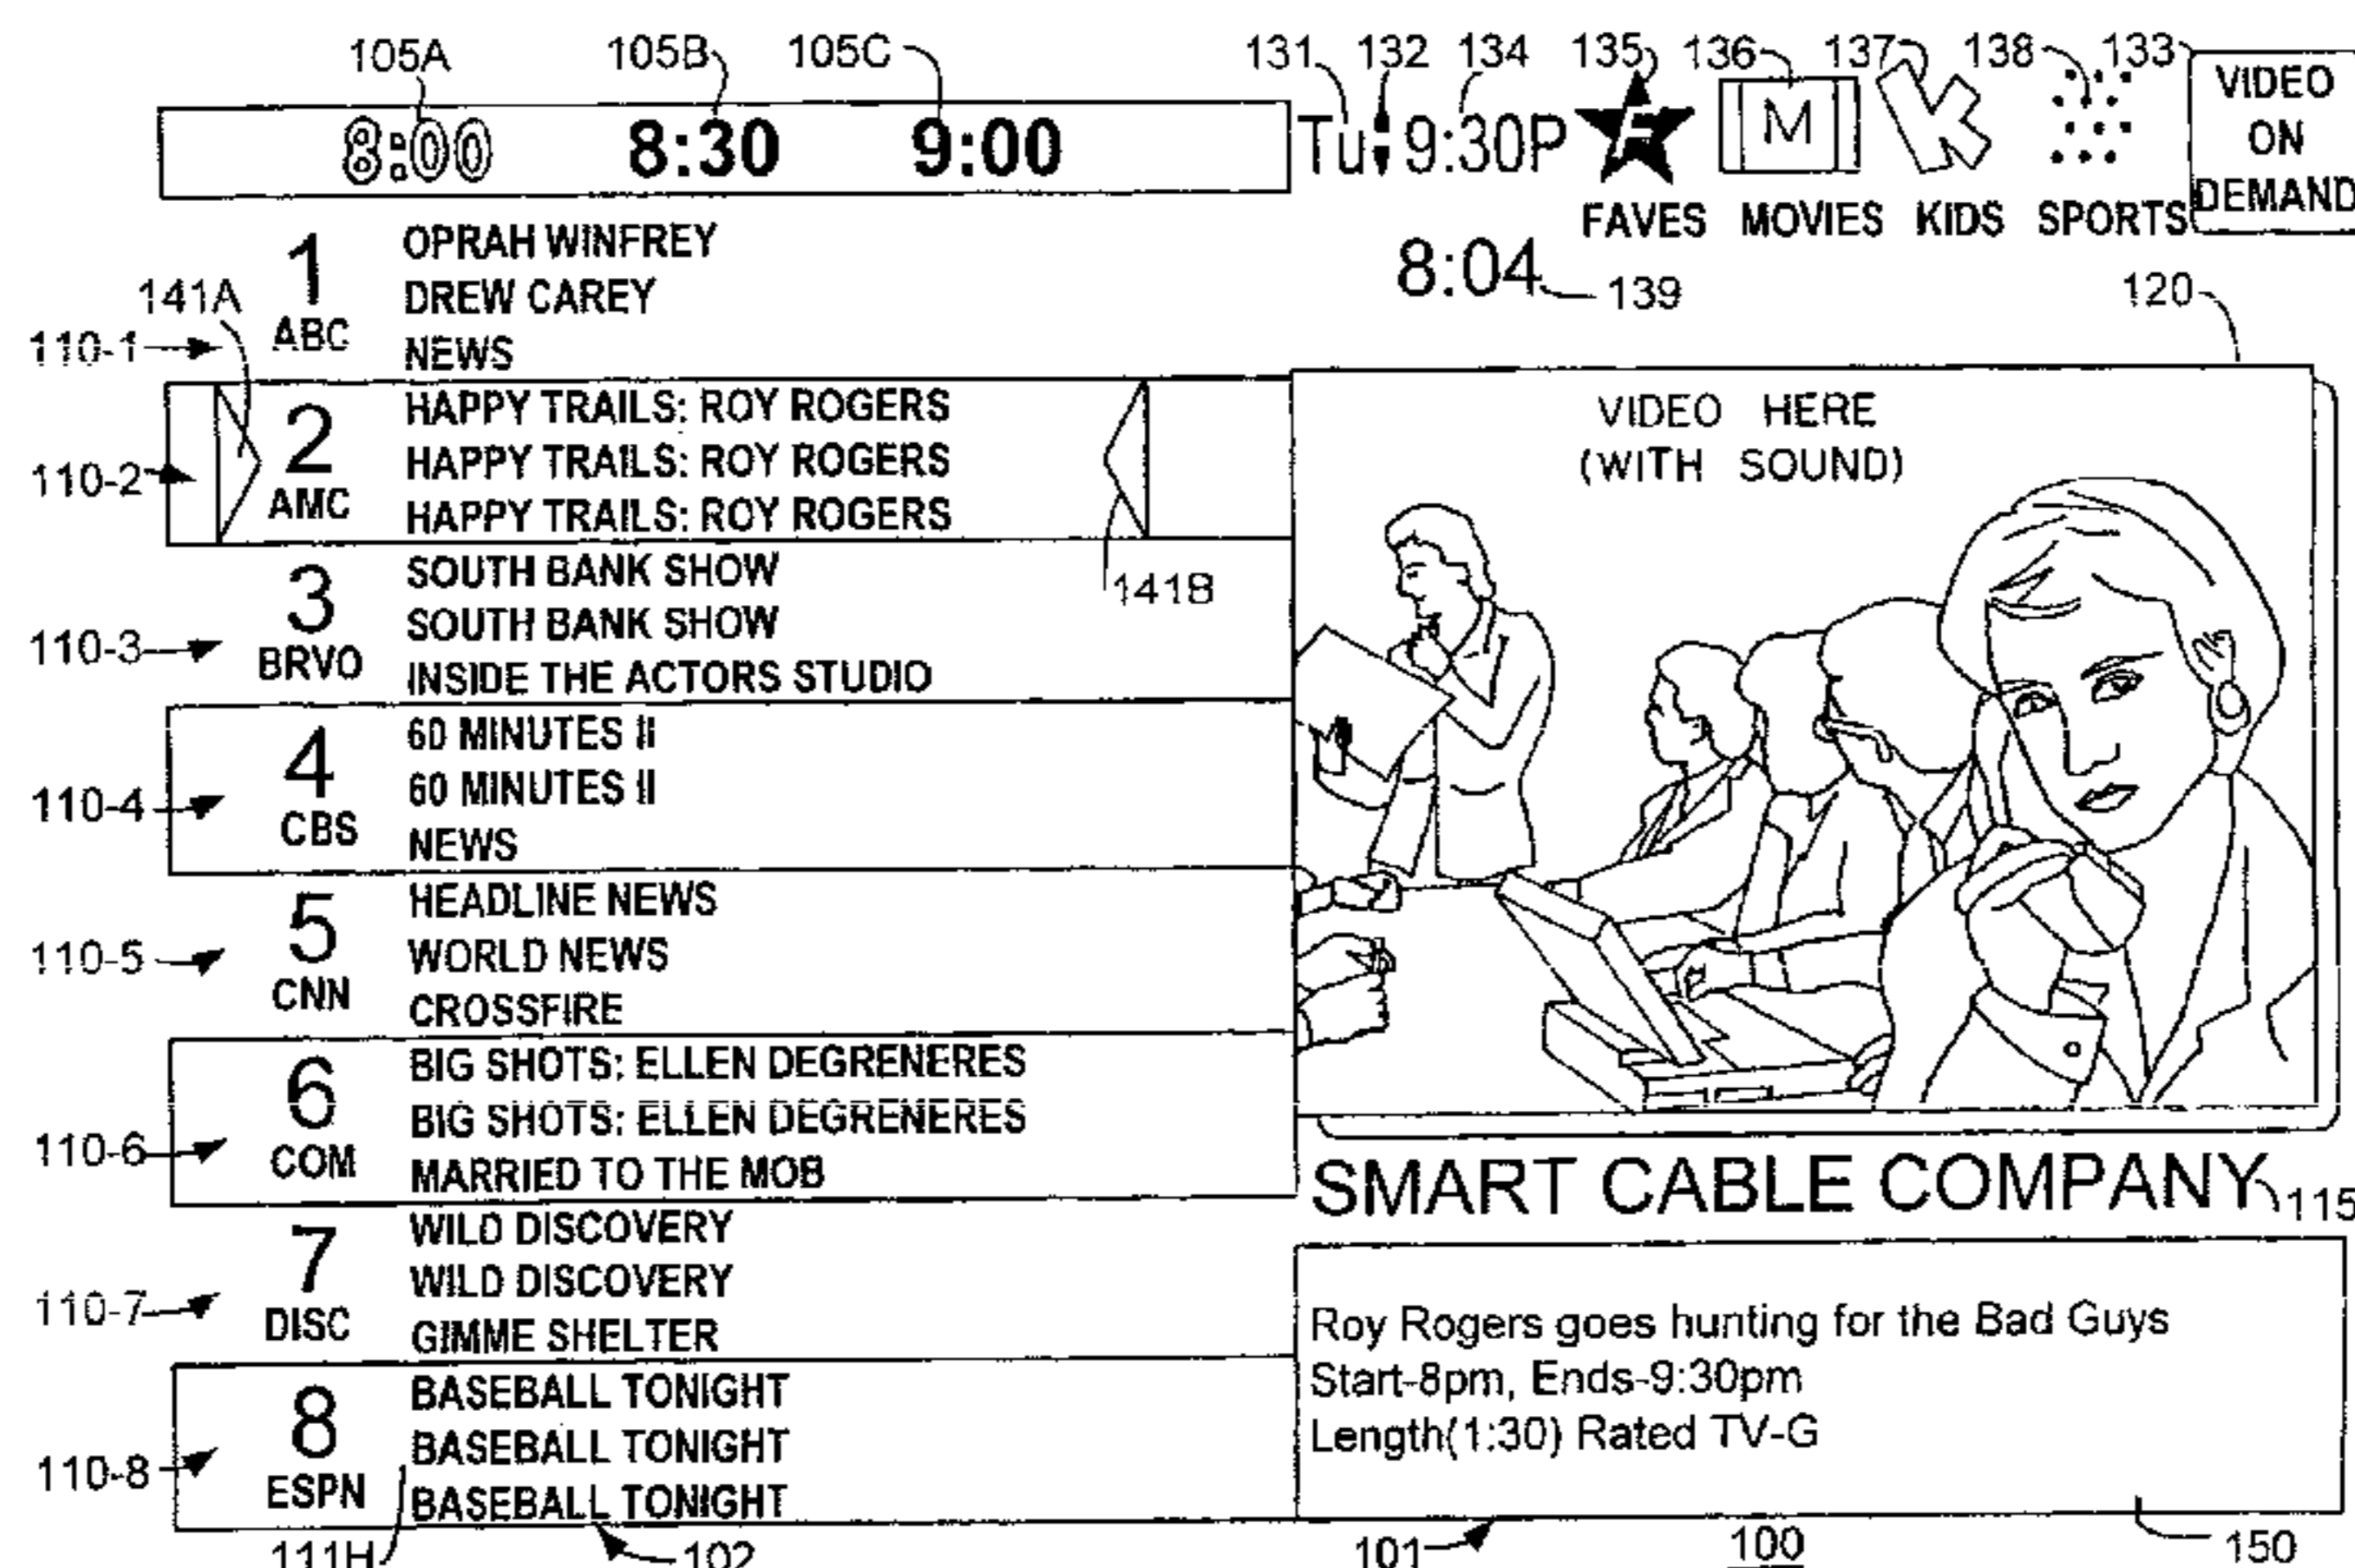 105A 105B 105C 131 132 134 135 136 137 138 133
8:00 8:30 9:00 Tu 9:30P F M K
VIDEO
ON
DEMAND
FAVES MOVIES KIDS SPORTS
8:04 139
120
141A
110-1
1
ABC
OPRAH WINFREY
DREW CAREY
NEWS
110-2
2
AMC
HAPPY TRAILS: ROY ROGERS
HAPPY TRAILS: ROY ROGERS
HAPPY TRAILS: ROY ROGERS
141B
110-3
3
BRVO
SOUTH BANK SHOW
SOUTH BANK SHOW
INSIDE THE ACTORS STUDIO
110-4
4
CBS
60 MINUTES II
60 MINUTES II
NEWS
110-5
5
CNN
HEADLINE NEWS
WORLD NEWS
CROSSFIRE
110-6
6
COM
BIG SHOTS: ELLEN DEGRENERES
BIG SHOTS: ELLEN DEGRENERES
MARRIED TO THE MOB
110-7
7
DISC
WILD DISCOVERY
WILD DISCOVERY
GIMME SHELTER
110-8
8
ESPN
BASEBALL TONIGHT
BASEBALL TONIGHT
BASEBALL TONIGHT
111H
102
VIDEO HERE
(WITH SOUND)
SMART CABLE COMPANY
115
Roy Rogers goes hunting for the Bad Guys
Start-8pm, Ends-9:30pm
Length(1:30) Rated TV-G
101
100
150